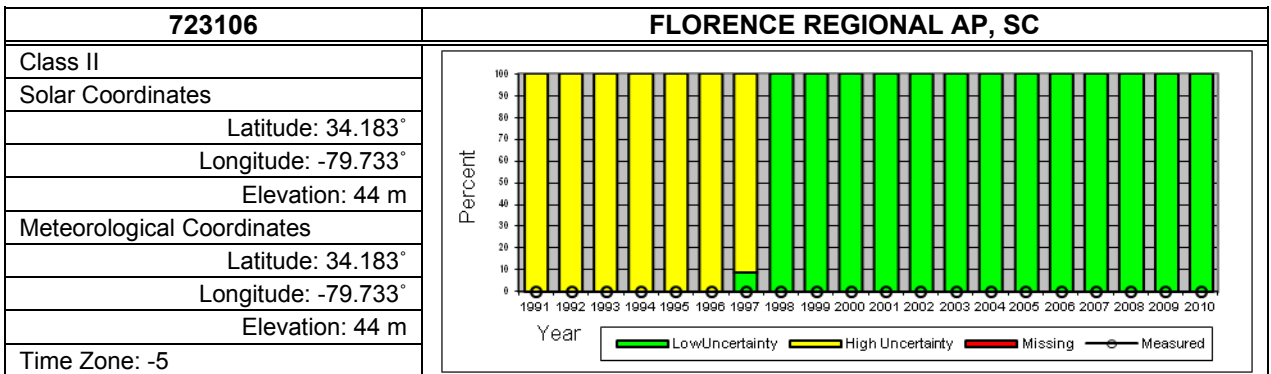 723106
FLORENCE REGIONAL AP, SC
Class II
Solar Coordinates
Latitude: 34.183˚
Longitude: -79.733˚
Elevation: 44 m
Meteorological Coordinates
Latitude: 34.183˚
Longitude: -79.733˚
Elevation: 44 m
Time Zone: -5
Percent
100
90
80
70
60
50
40
30
20
10
0
1991 1992 1993 1994 1995 1996 1997 1998 1999 2000 2001 2002 2003 2004 2005 2006 2007 2008 2009 2010
Year
LowUncertainty High Uncertainty Missing Measured